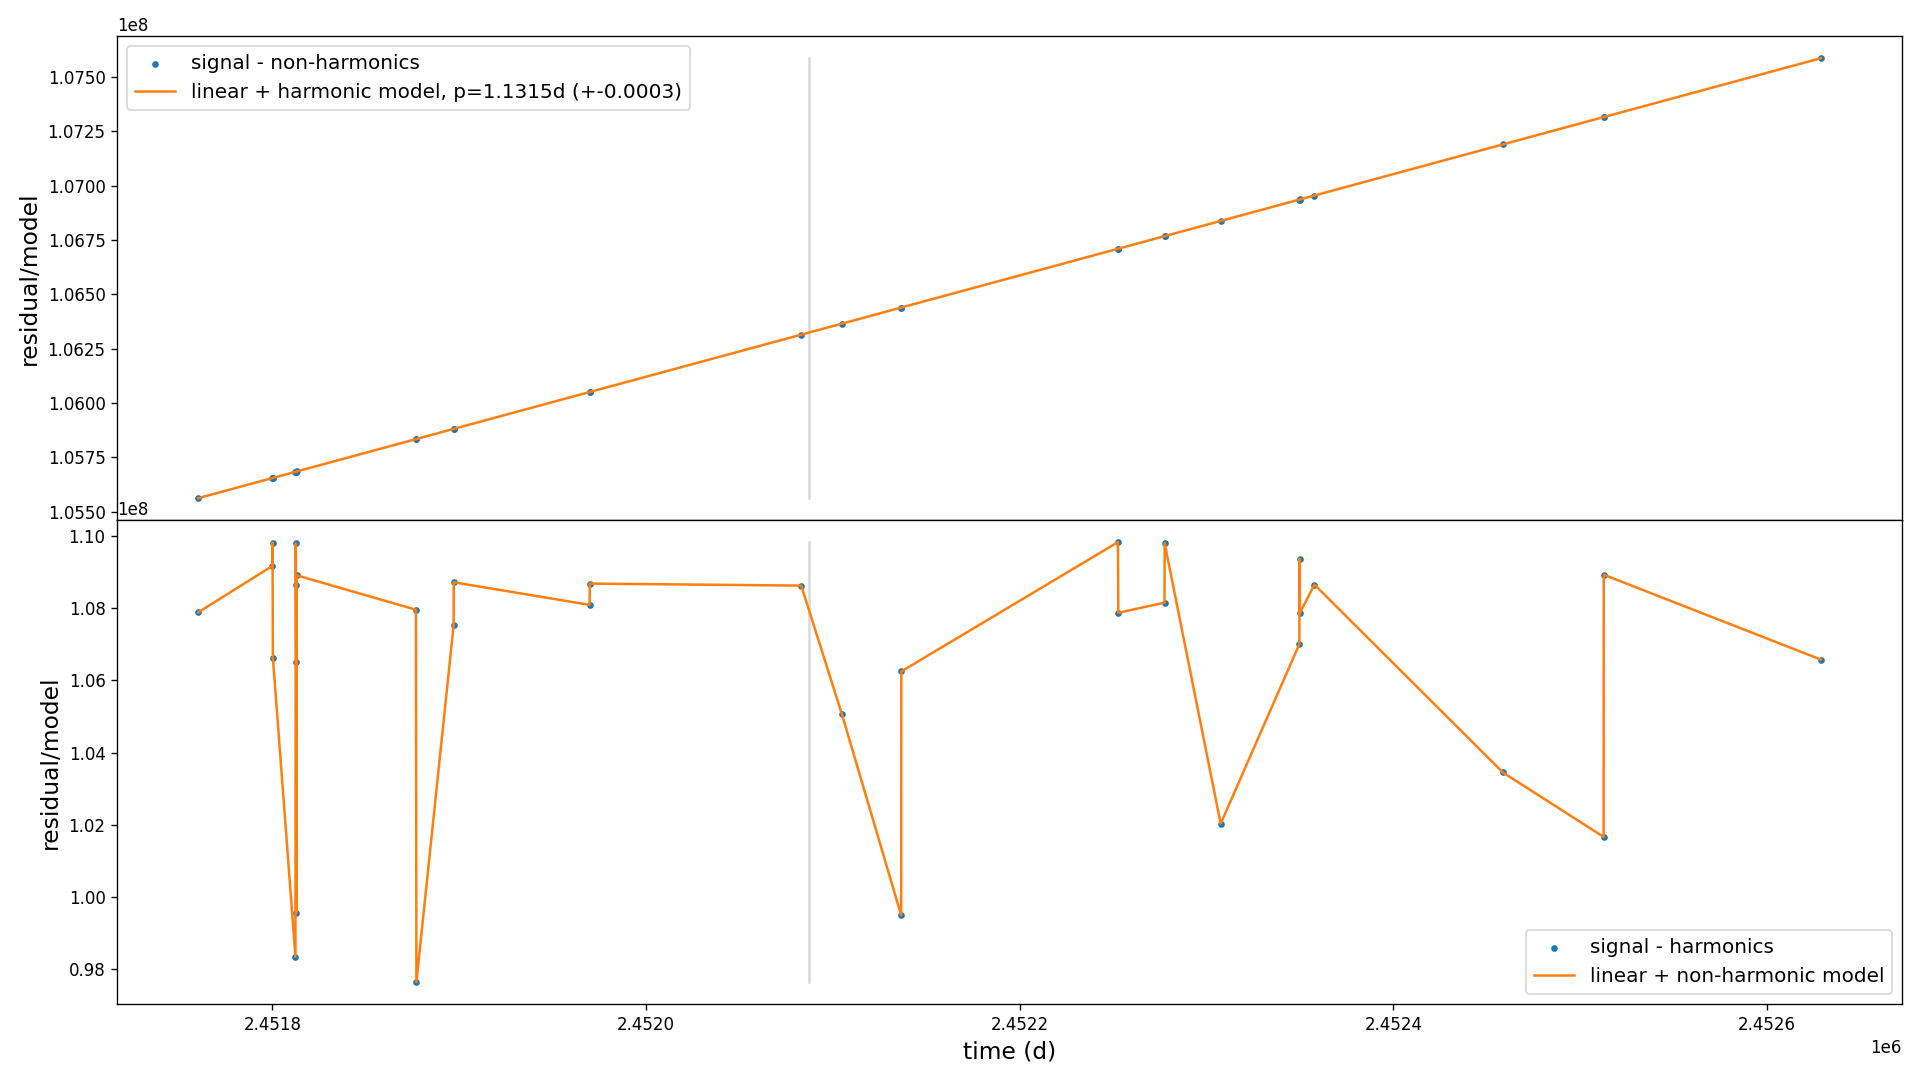 1e8
signal - non-harmonics
linear + harmonic model, p=1.1315d (+-0.0003)
1.0750
1.0725
1.0700
1.0675
1.0650
1.0625
1.0600
1.0575
1.0550
residual/model
1e8
1.10
1.08
1.06
1.04
1.02
1.00
0.98
residual/model
signal - harmonics
linear + non-harmonic model
2.4518
2.4520
2.4522
2.4524
2.4526
1e6
time (d)